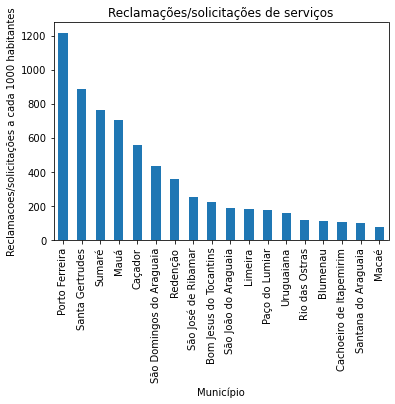 Reclamações/solicitações de serviços
Reclamacoes/solicitações a cada 1000 habitantes
1200
1000
800
600
400
200
0
Porto Ferreira
Santa Gertrudes
Sumaré
Mauá
Caçador
São Domingos do Araguaia
Redenção
São José de Ribamar
Bom Jesus do Tocantins
São João do Araguaia
Limeira
Paço do Lumiar
Uruguaiana
Rio das Ostras
Blumenau
Cachoeiro de Itapemirim
Santana do Araguaia
Macaé
Município